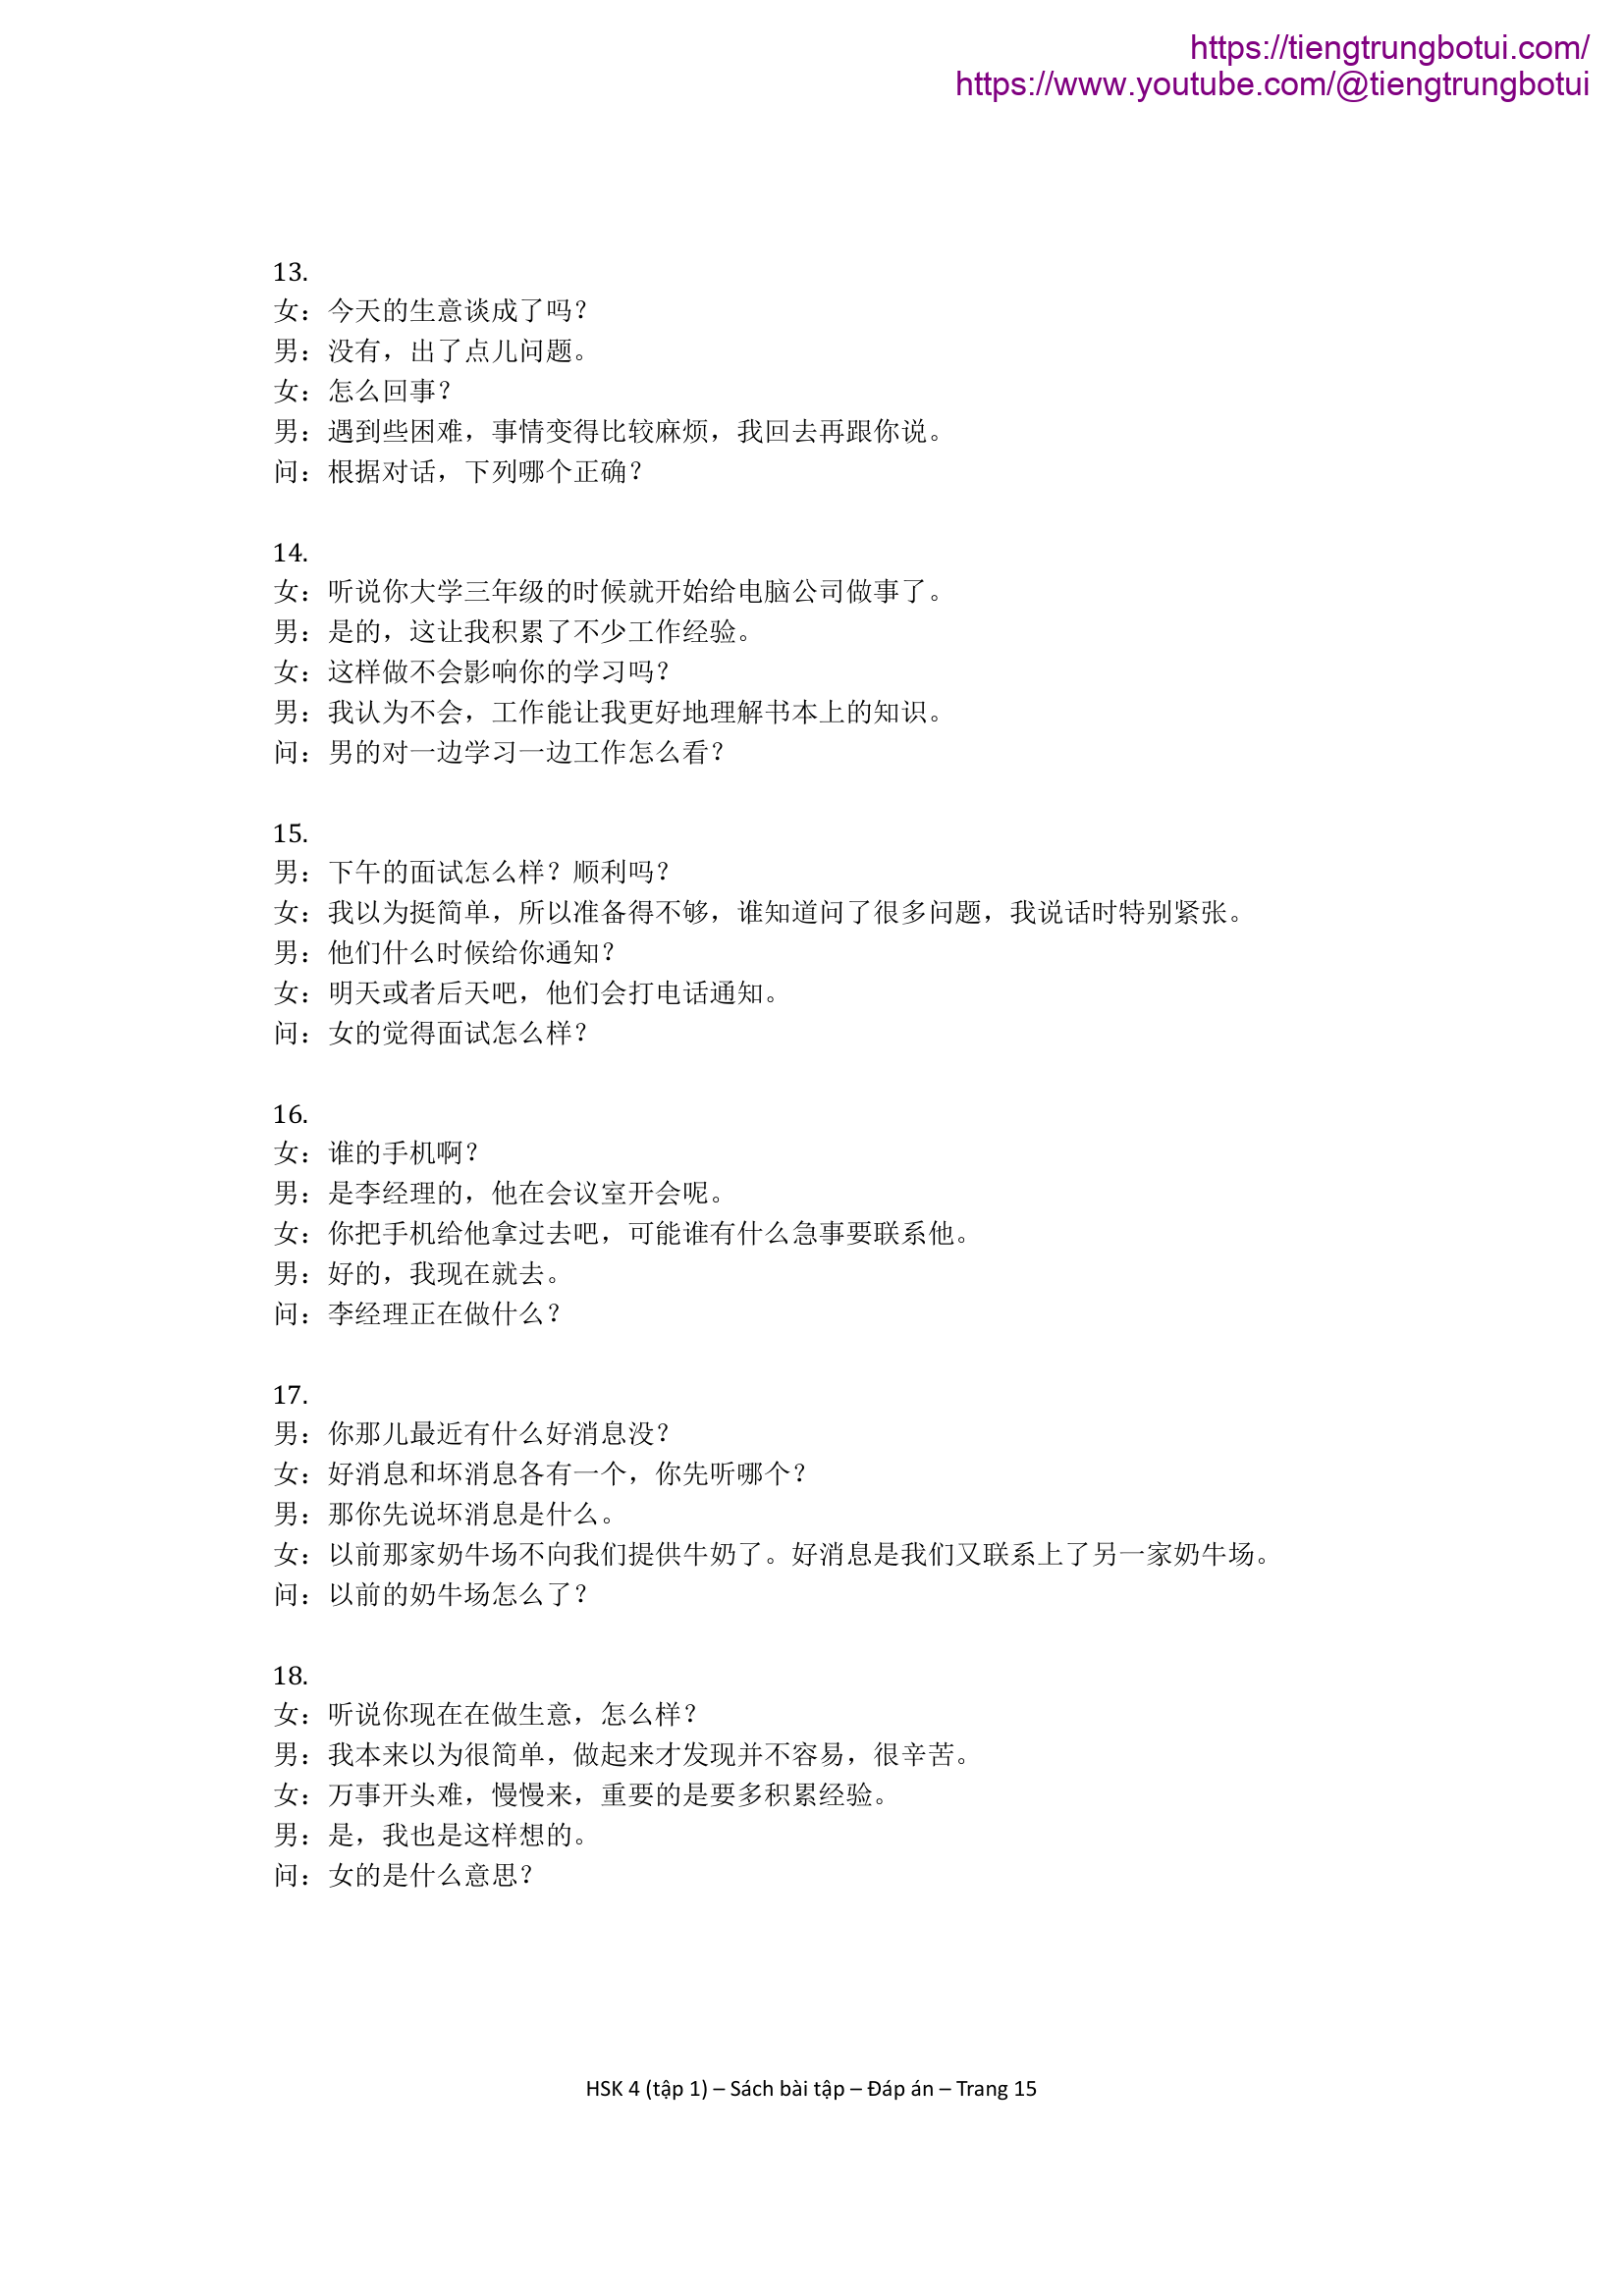 https://tiengtrungbotui.com/
https://www.youtube.com/@tiengtrungbotui
13.
女：今天的生意谈成了吗？
男：没有，出了点儿问题。
女：怎么回事？
男：遇到些困难，事情变得比较麻烦，我回去再跟你说。
问：根据对话，下列哪个正确？
14.
女：听说你大学三年级的时候就开始给电脑公司做事了。
男：是的，这让我积累了不少工作经验。
女：这样做不会影响你的学习吗？
男：我认为不会，工作能让我更好地理解书本上的知识。
问：男的对一边学习一边工作怎么看？
15.
男：下午的面试怎么样？顺利吗？
女：我以为挺简单，所以准备得不够，谁知道问了很多问题，我说话时特别紧张。
男：他们什么时候给你通知？
女：明天或者后天吧，他们会打电话通知。
问：女的觉得面试怎么样？
16.
女：谁的手机啊？
男：是李经理的，他在会议室开会呢。
女：你把手机给他拿过去吧，可能谁有什么急事要联系他。
男：好的，我现在就去。
问：李经理正在做什么？
17.
男：你那儿最近有什么好消息没？
女：好消息和坏消息各有一个，你先听哪个？
男：那你先说坏消息是什么。
女：以前那家奶牛场不向我们提供牛奶了。好消息是我们又联系上了另一家奶牛场。
问：以前的奶牛场怎么了？
18.
女：听说你现在在做生意，怎么样？
男：我本来以为很简单，做起来才发现并不容易，很辛苦。
女：万事开头难，慢慢来，重要的是要多积累经验。
男：是，我也是这样想的。
问：女的是什么意思？
HSK 4 (tập 1) – Sách bài tập – Đáp án – Trang 15